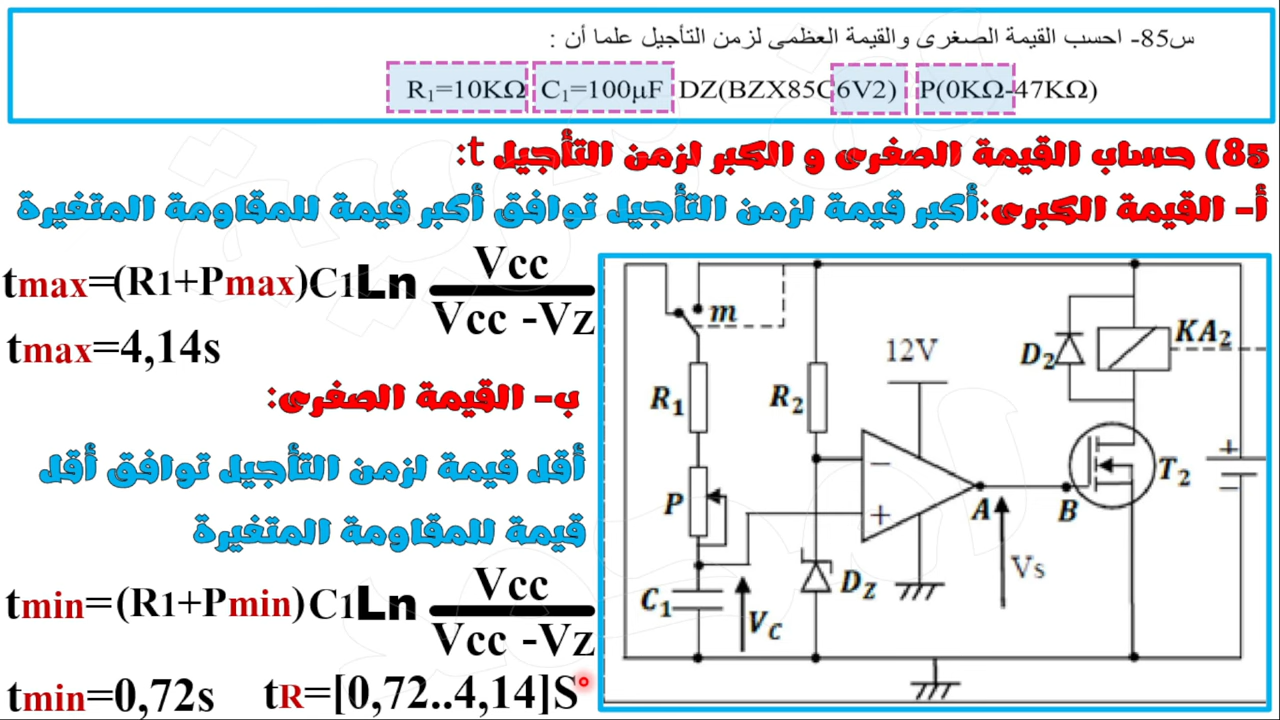 س85- احسب القيمة الصغرى والقيمة العظمى لزمن التأجيل علما أن :
R₁=10KΩ C₁=100μF DZ(BZX85C6V2) P(0KΩ-47KΩ)
85) حساب القيمة الصغرى و الكبر لزمن التأجيل t:
أ- القيمة الكبرى:أكبر قيمة لزمن التأجيل توافق أكبر قيمة للمقاومة المتغيرة
tmax=(R1+Pmax)C1Ln Vcc
Vcc -Vz
tmax=4,14s
ب- القيمة الصغرى:
أقل قيمة لزمن التأجيل توافق أقل
قيمة للمقاومة المتغيرة
tmin=(R1+Pmin)C1Ln Vcc
Vcc -Vz
tmin=0,72s tR=[0,72..4,14]S
m
12V
D₂
KA₂
R₁
R₂
−
+
P
A
B
T₂
+
−
C₁
V_C
D_Z
Vs